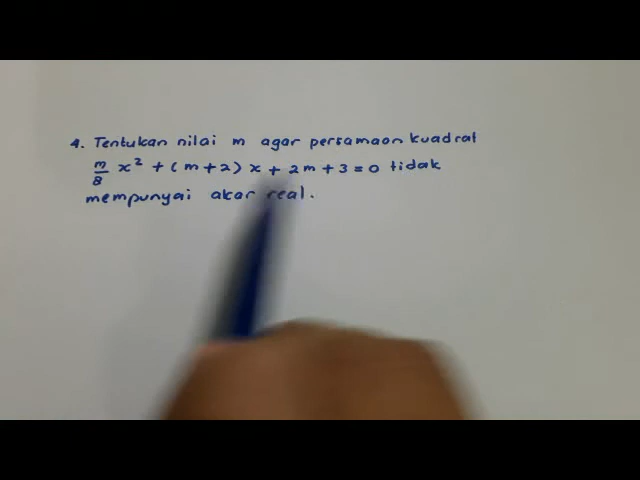 4. Tentukan nilai m agar persamaan kuadrat
m/8 x² + (m+2) x + 2m + 3 = 0 tidak
mempunyai akar real.